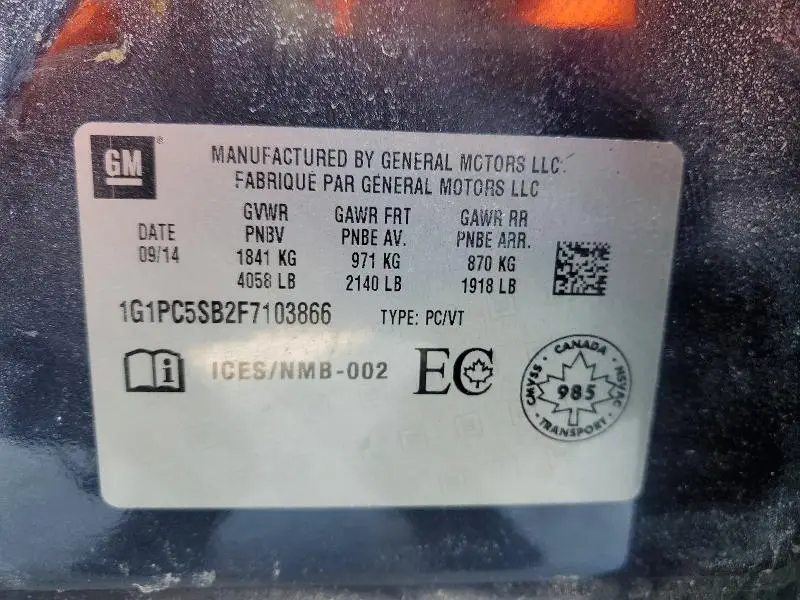 GM
MANUFACTURED BY GENERAL MOTORS LLC
FABRIQUÉ PAR GENERAL MOTORS LLC
DATE
09/14
GVWR
PNBV
1841 KG
4058 LB
GAWR FRT
PNBE AV.
971 KG
2140 LB
GAWR RR
PNBE ARR.
870 KG
1918 LB
1G1PC5SB2F7103866 TYPE: PC/VT
i ICES/NMB-002 EC
CANADA
CMVSS
985
NSVAC
TRANSPORT